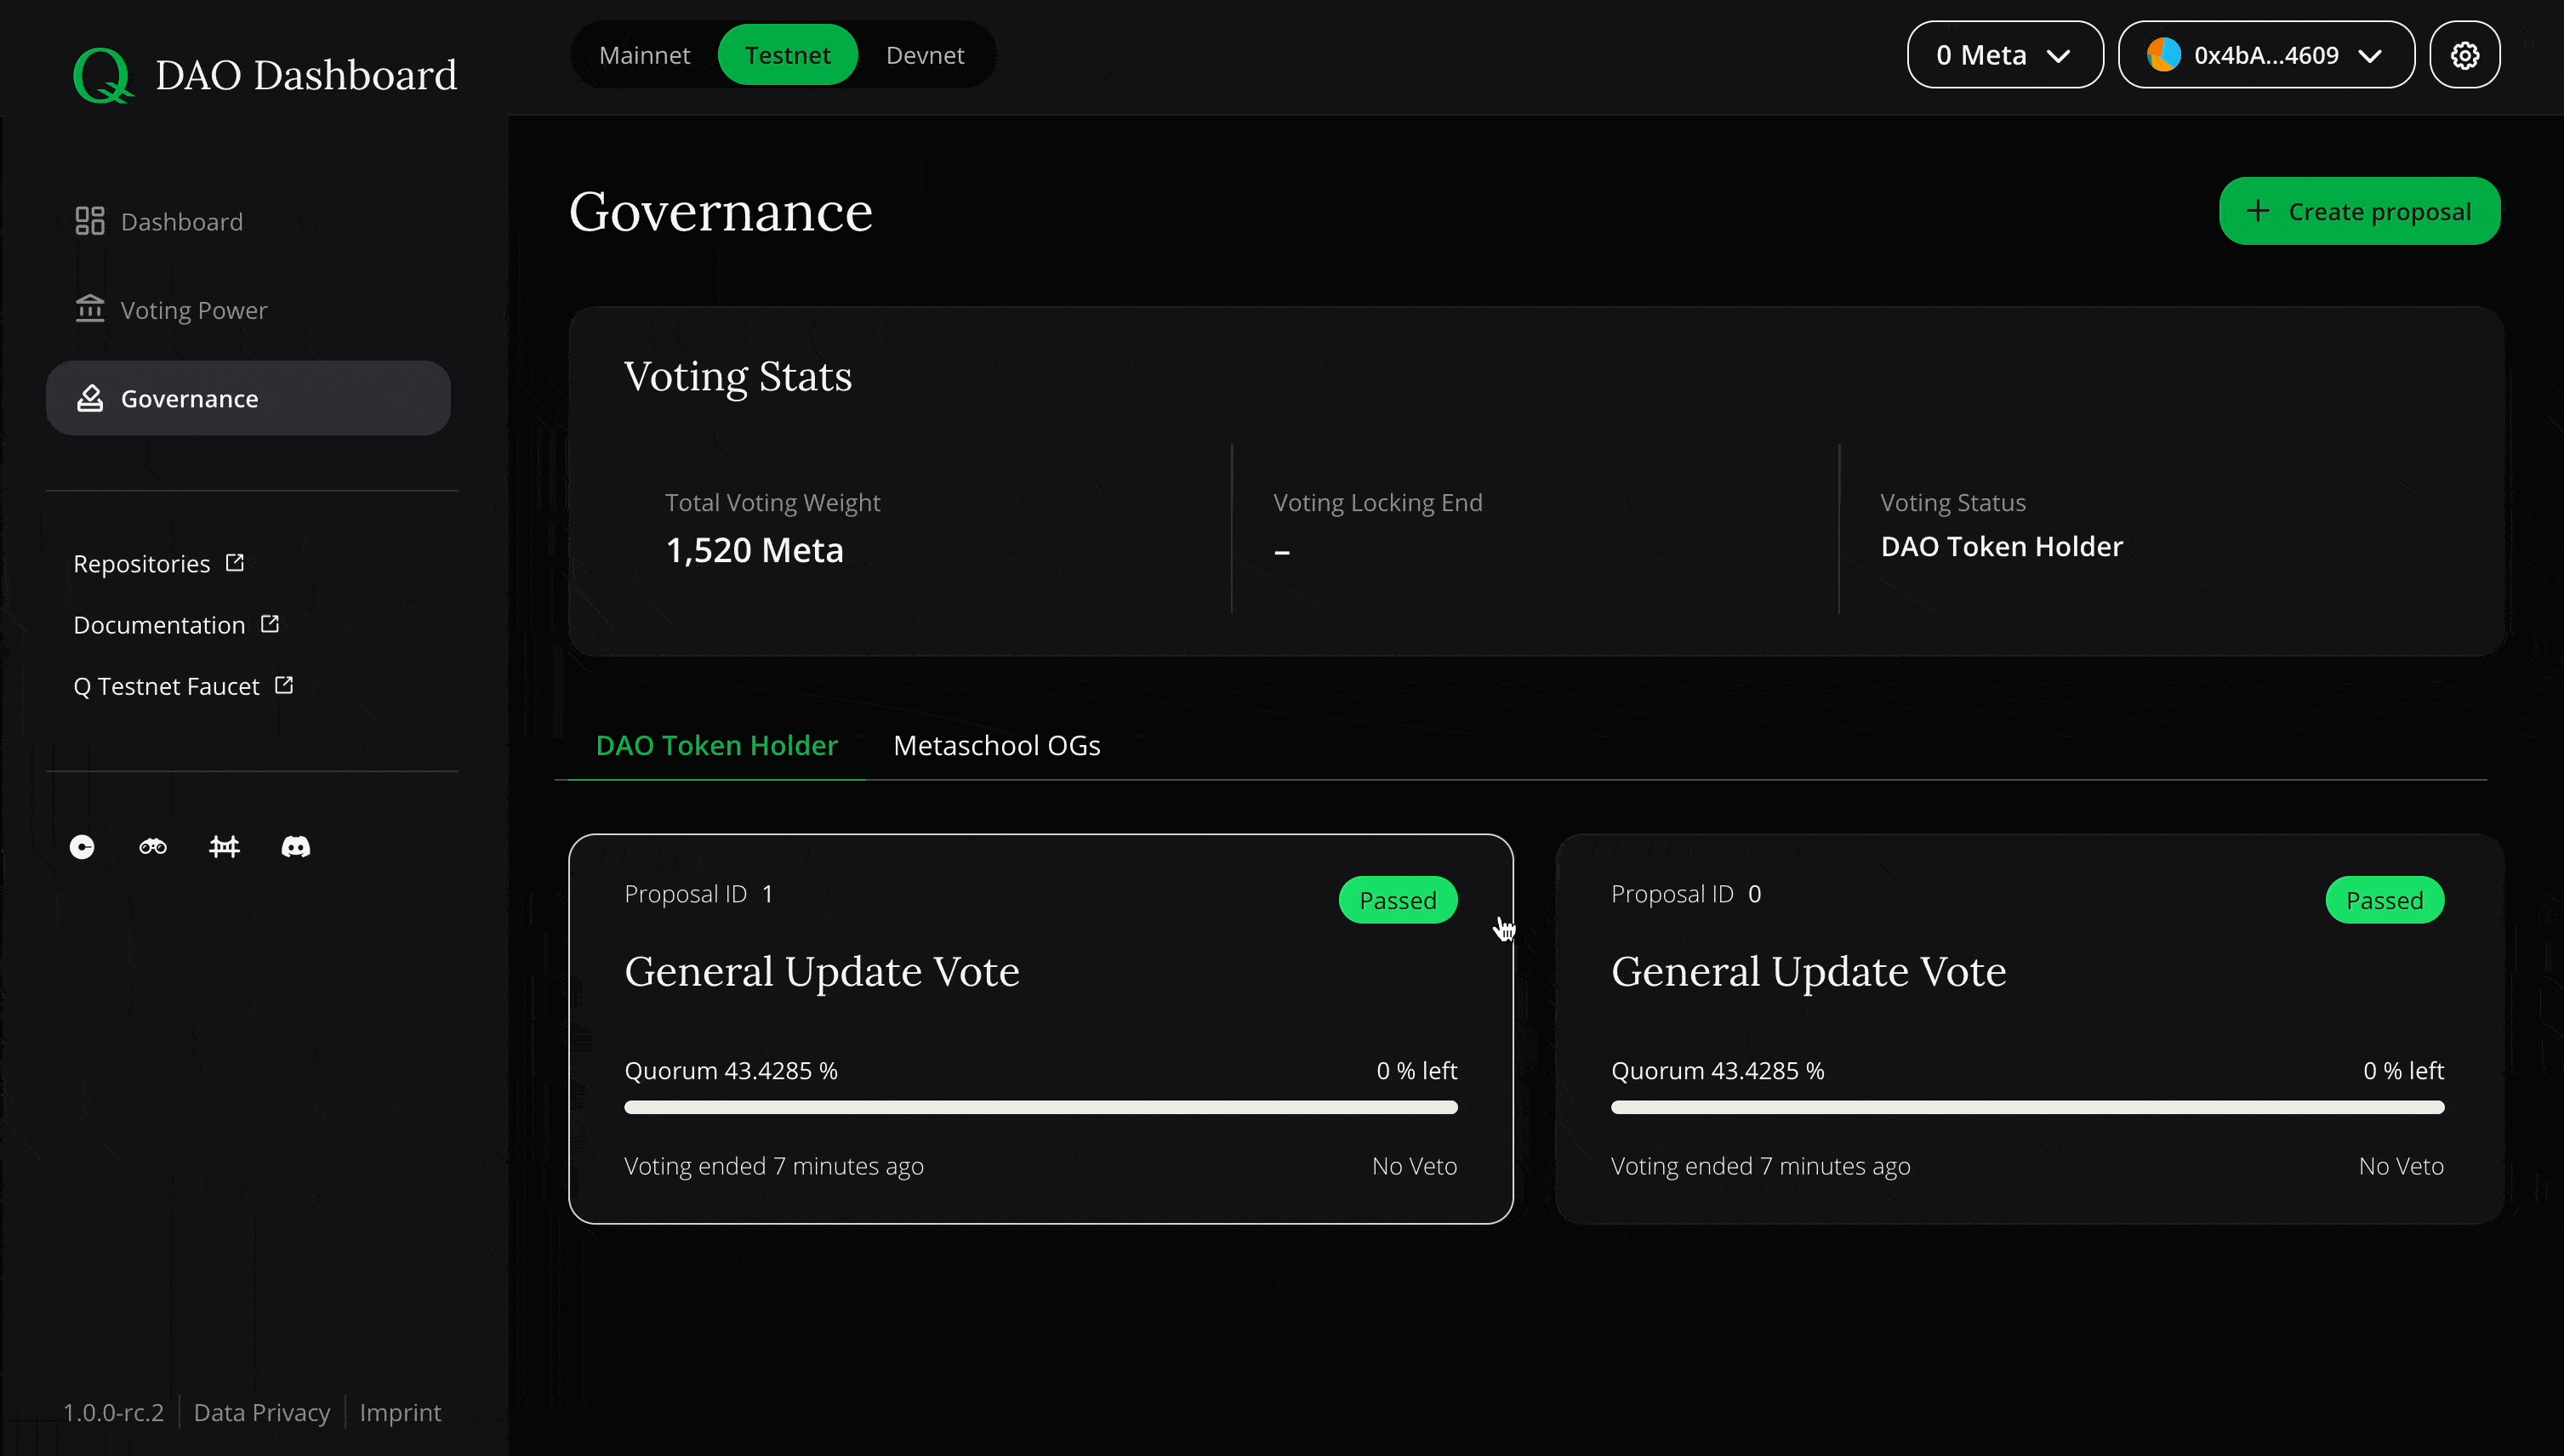 DAO Dashboard
Mainnet Testnet Devnet
0 Meta 0x4bA...4609
Dashboard
Voting Power
Governance
Repositories
Documentation
Q Testnet Faucet
1.0.0-rc.2 Data Privacy Imprint
Governance
Create proposal
Voting Stats
Total Voting Weight
1,520 Meta
Voting Locking End
–
Voting Status
DAO Token Holder
DAO Token Holder Metaschool OGs
Proposal ID 1 Passed
General Update Vote
Quorum 43.4285 % 0 % left
Voting ended 7 minutes ago No Veto
Proposal ID 0 Passed
General Update Vote
Quorum 43.4285 % 0 % left
Voting ended 7 minutes ago No Veto